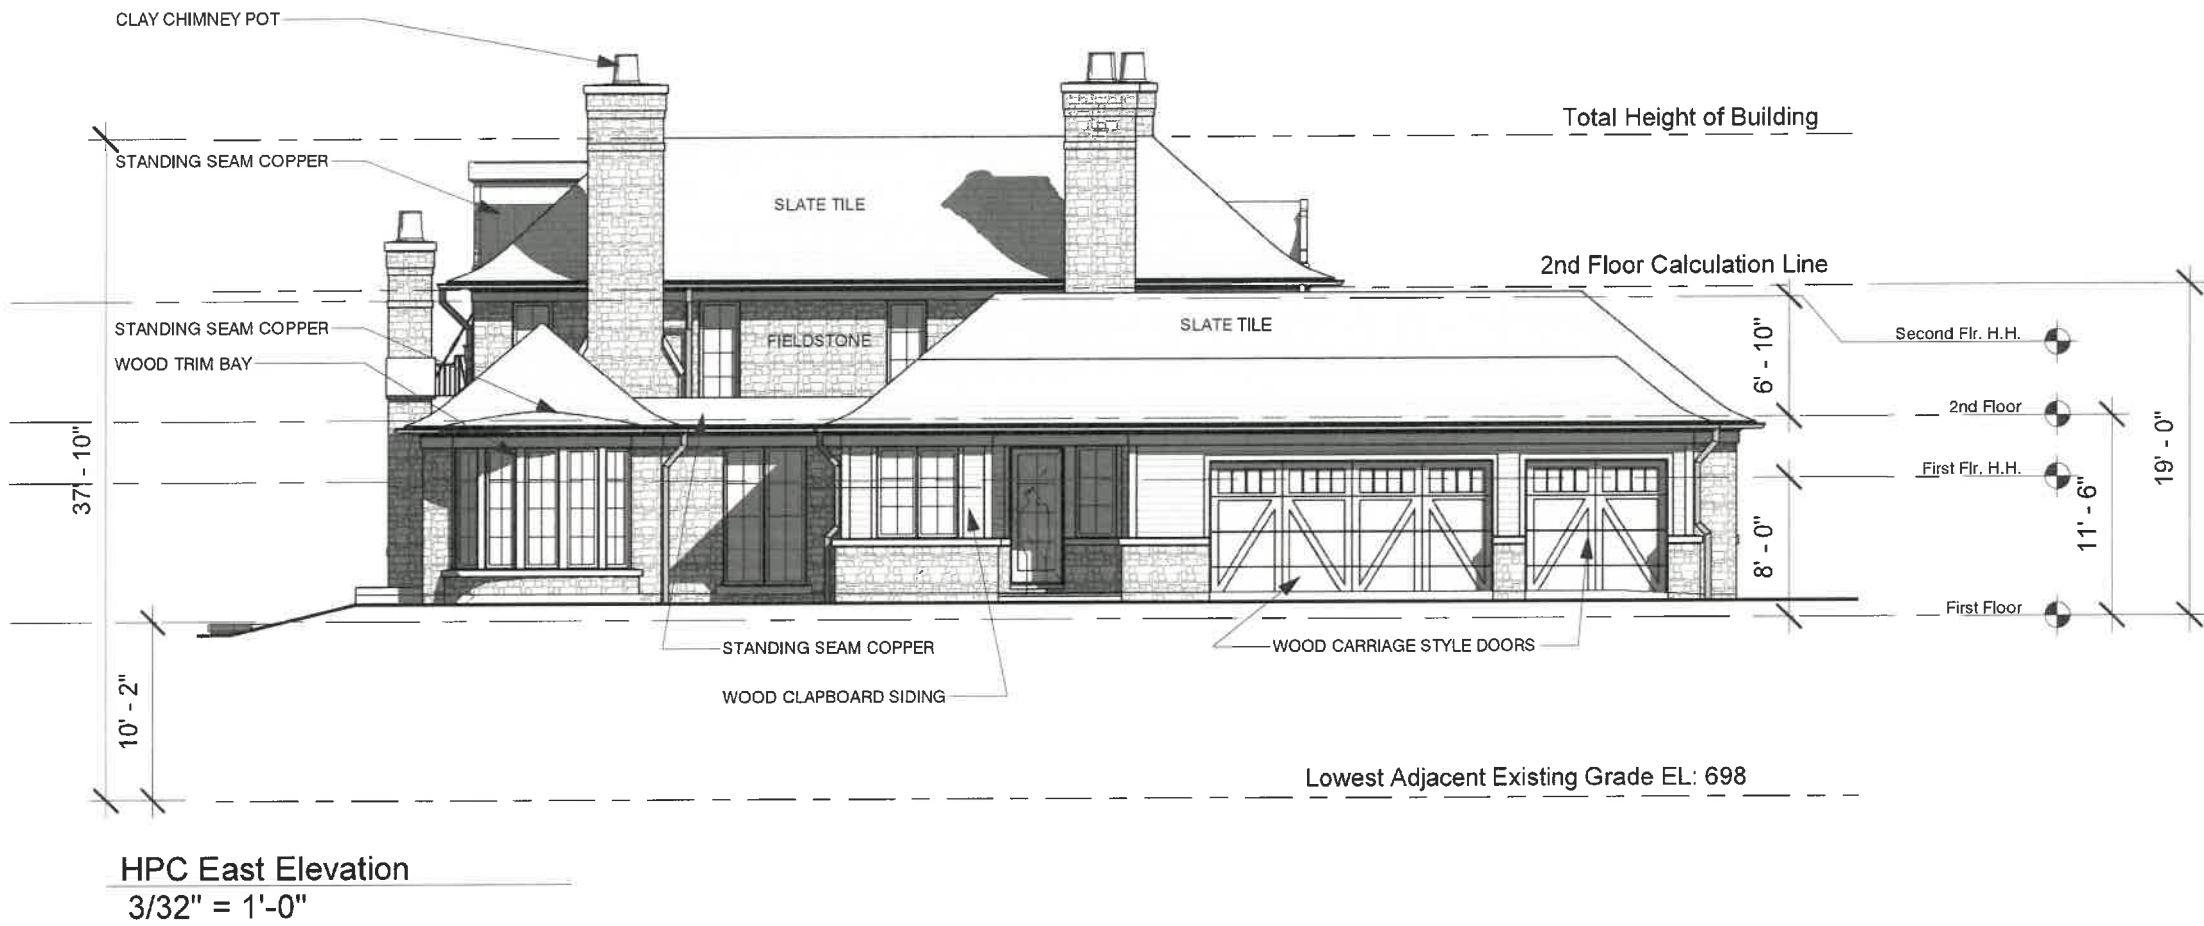 CLAY CHIMNEY POT
Total Height of Building
STANDING SEAM COPPER
SLATE TILE
2nd Floor Calculation Line
STANDING SEAM COPPER
SLATE TILE
FIELDSTONE
Second Flr. H.H.
WOOD TRIM BAY
6' - 10"
2nd Floor
37' - 10"
19' - 0"
First Flr. H.H.
11' - 6"
8' - 0"
First Floor
STANDING SEAM COPPER
WOOD CARRIAGE STYLE DOORS
10' - 2"
WOOD CLAPBOARD SIDING
Lowest Adjacent Existing Grade EL: 698
HPC East Elevation
3/32" = 1'-0"